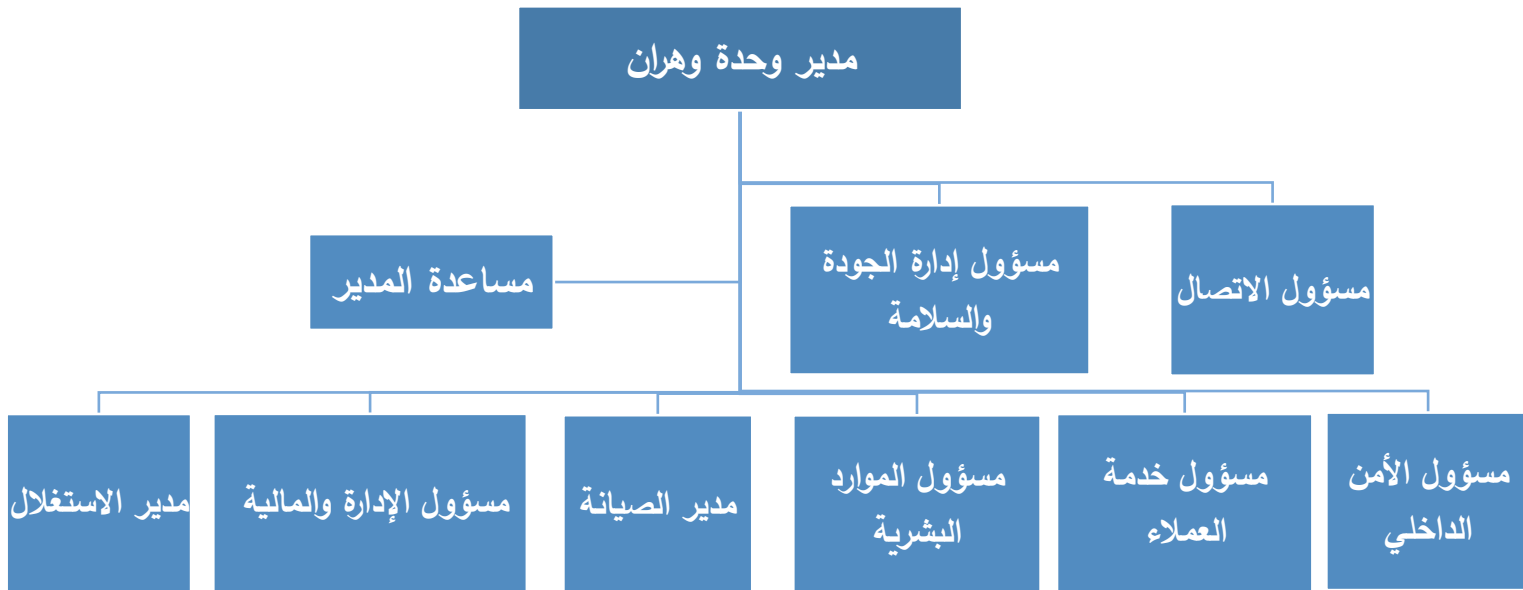 مدير وحدة وهران
مسؤول الاتصال
مسؤول إدارة الجودة
والسلامة
مساعدة المدير
مسؤول الأمن
الداخلي
مسؤول خدمة
العملاء
مسؤول الموارد
البشرية
مدير الصيانة
مسؤول الإدارة والمالية
مدير الاستغلال